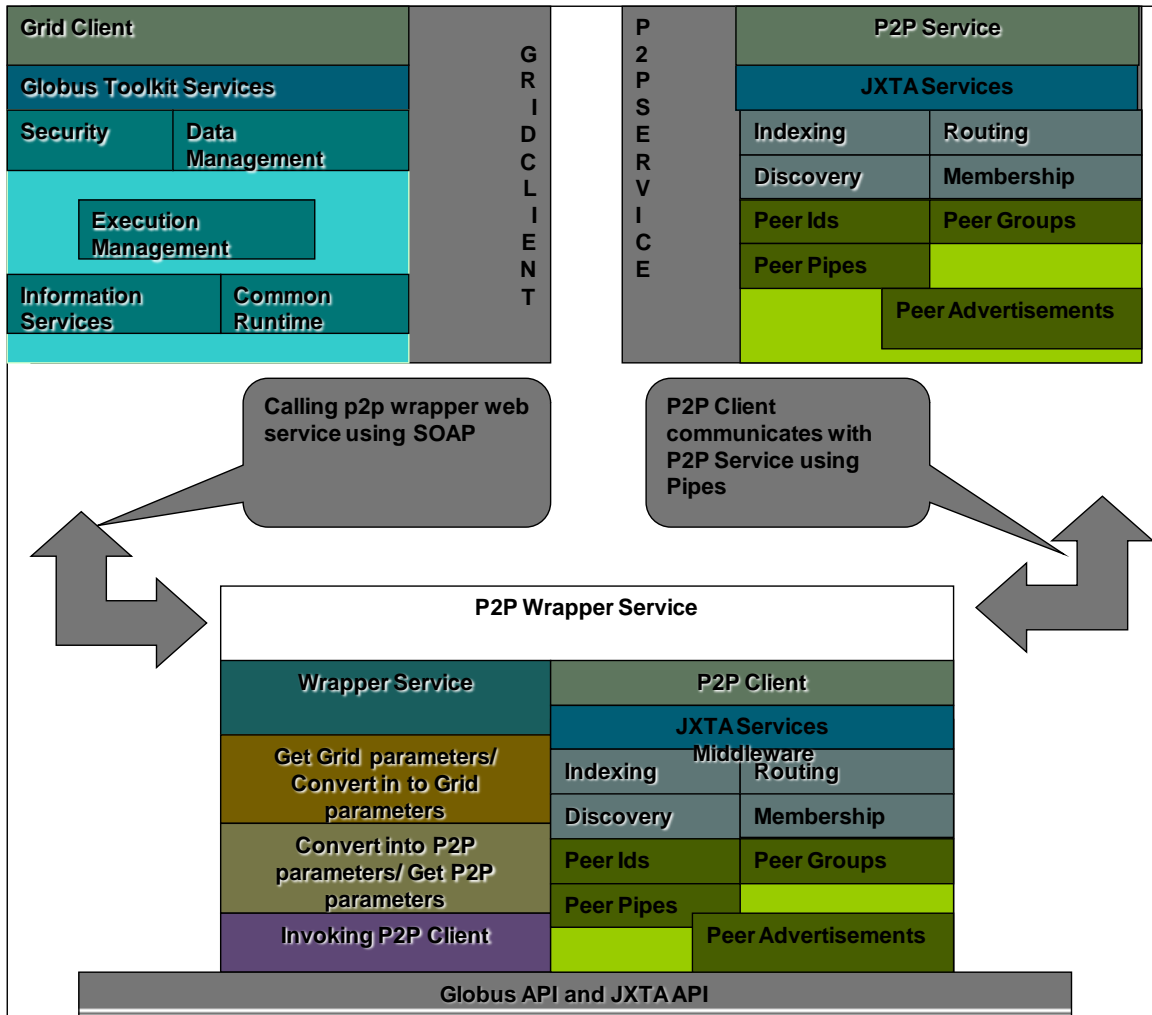 Grid Client
Globus Toolkit Services
Security
Data
Management
Execution
Management
Information
Services
Common
Runtime
GRIDCLIENT
P2PSERVICE
P2P Service
JXTA Services
Indexing
Routing
Discovery
Membership
Peer Ids
Peer Groups
Peer Pipes
Peer Advertisements
Calling p2p wrapper web
service using SOAP
P2P Client
communicates with
P2P Service using
Pipes
P2P Wrapper Service
Wrapper Service
Get Grid parameters/
Convert in to Grid
parameters
Convert into P2P
parameters/ Get P2P
parameters
Invoking P2P Client
P2P Client
JXTA Services
Middleware
Indexing
Routing
Discovery
Membership
Peer Ids
Peer Groups
Peer Pipes
Peer Advertisements
Globus API and JXTA API